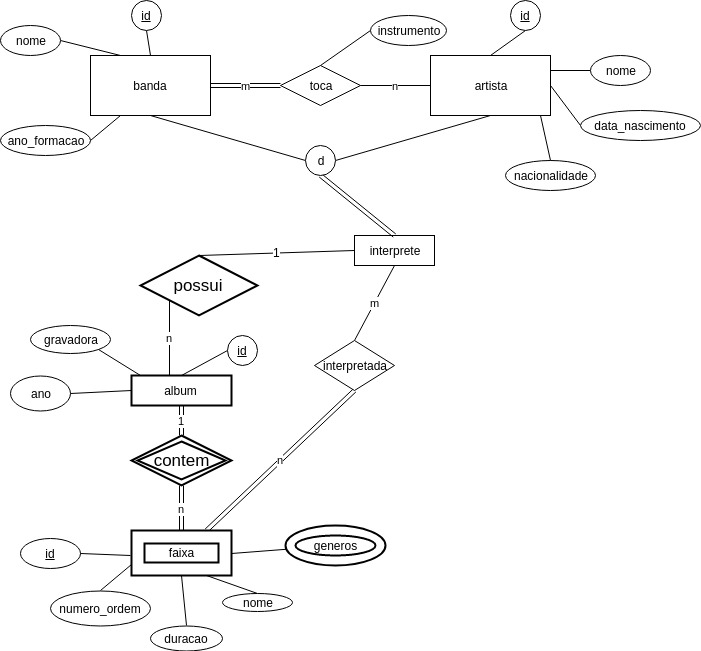 id
id
nome
instrumento
banda
m
toca
n
artista
nome
ano_formacao
data_nascimento
d
nacionalidade
1
interprete
possui
m
n
gravadora
id
interpretada
ano
album
1
contem
n
n
id
faixa
generos
numero_ordem
nome
duracao